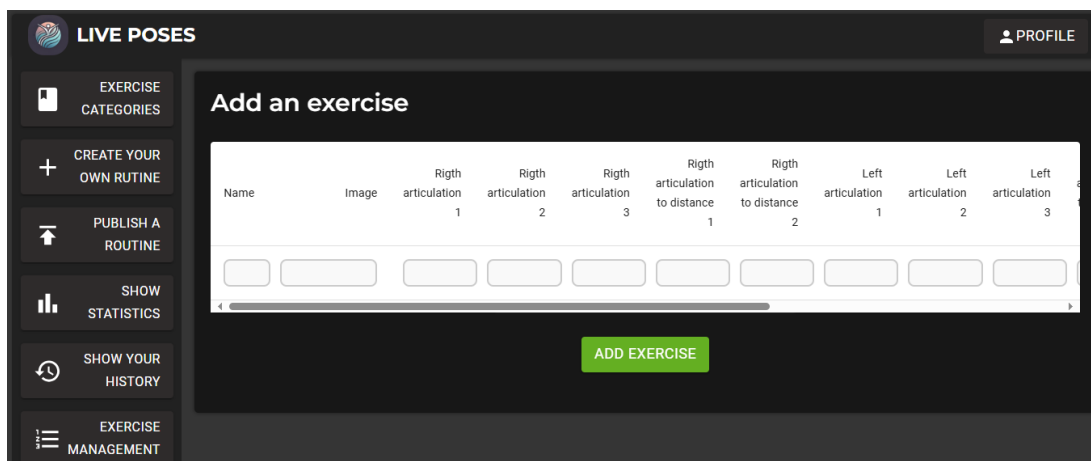 LIVE POSES
PROFILE
EXERCISE
CATEGORIES
CREATE YOUR
OWN RUTINE
PUBLISH A
ROUTINE
SHOW
STATISTICS
SHOW YOUR
HISTORY
EXERCISE
MANAGEMENT
Add an exercise
Name
Image
Rigth
articulation
1
Rigth
articulation
2
Rigth
articulation
3
Rigth
articulation
to distance
1
Rigth
articulation
to distance
2
Left
articulation
1
Left
articulation
2
Left
articulation
3
ADD EXERCISE